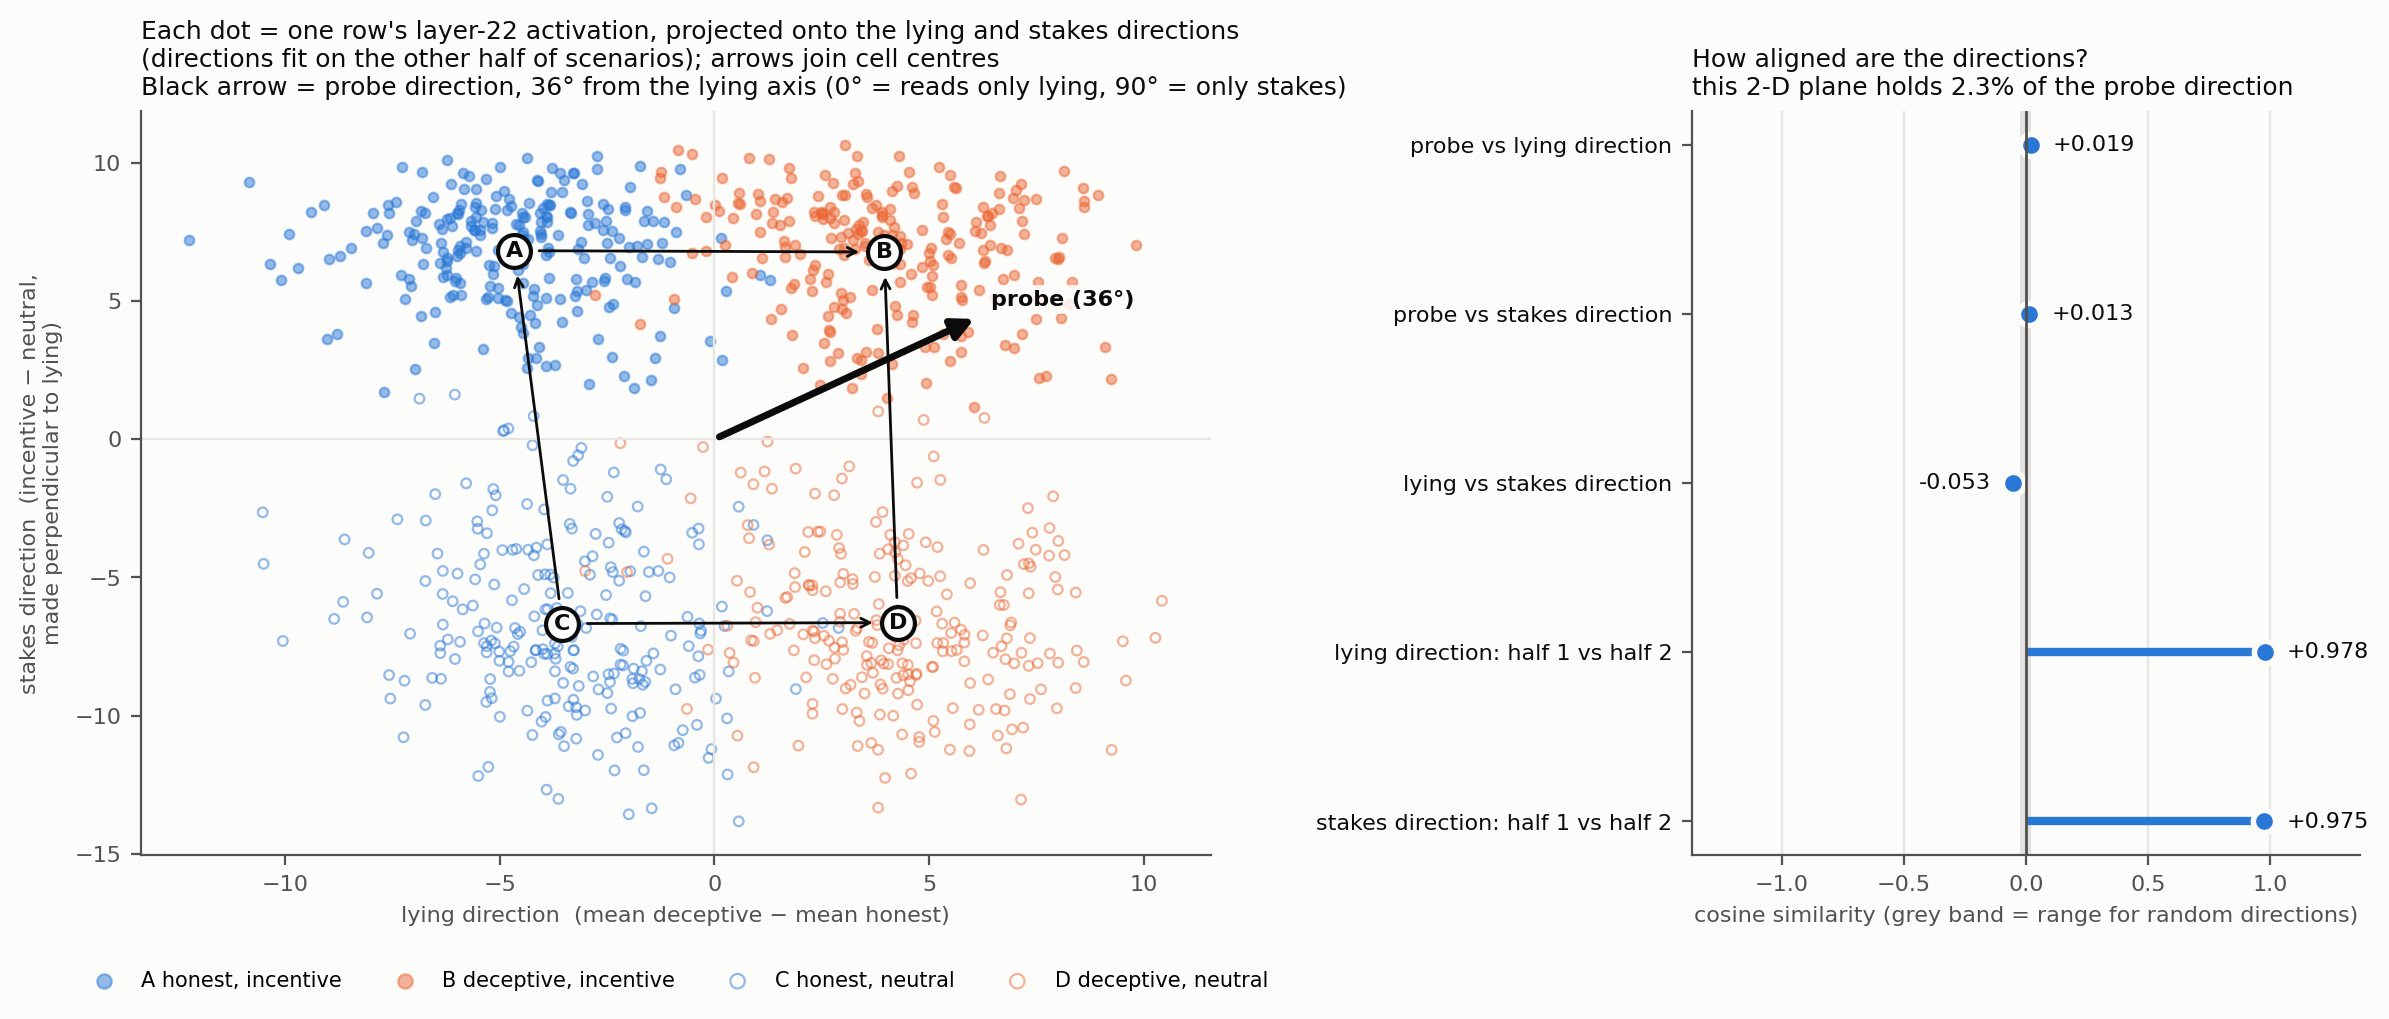 Each dot = one row's layer-22 activation, projected onto the lying and stakes directions
(directions fit on the other half of scenarios); arrows join cell centres
Black arrow = probe direction, 36° from the lying axis (0° = reads only lying, 90° = only stakes)
stakes direction  (incentive − neutral,
made perpendicular to lying)
10
5
0
−5
−10
−15
A
B
C
D
probe (36°)
−10
−5
0
5
10
lying direction  (mean deceptive − mean honest)
A honest, incentive
B deceptive, incentive
C honest, neutral
D deceptive, neutral
How aligned are the directions?
this 2-D plane holds 2.3% of the probe direction
probe vs lying direction
+0.019
probe vs stakes direction
+0.013
lying vs stakes direction
-0.053
lying direction: half 1 vs half 2
+0.978
stakes direction: half 1 vs half 2
+0.975
−1.0
−0.5
0.0
0.5
1.0
cosine similarity (grey band = range for random directions)